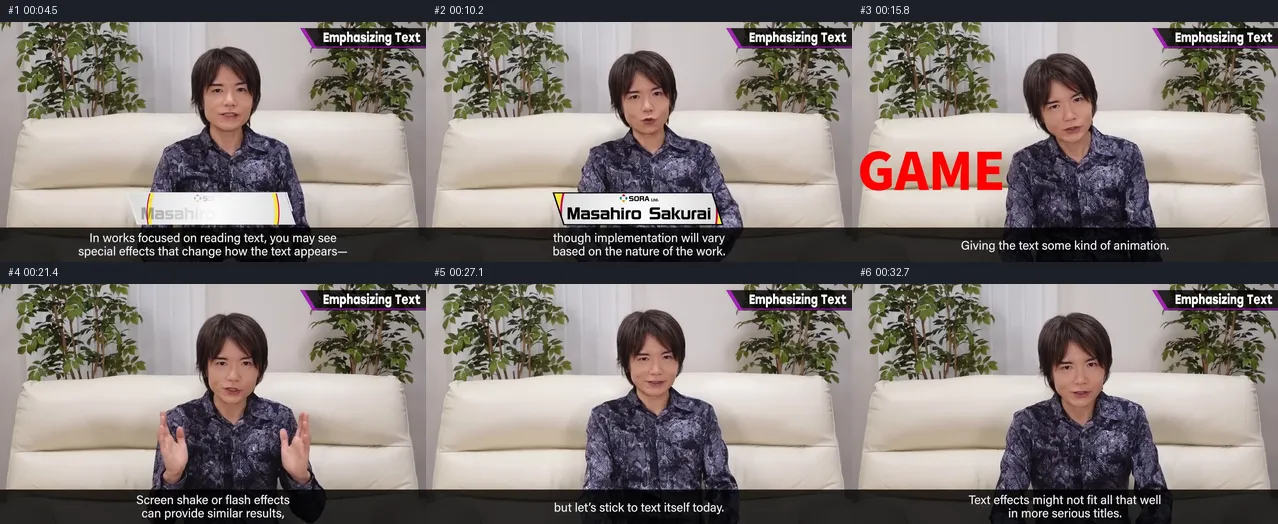 #1 00:04.5
Emphasizing Text
Masahiro
In works focused on reading text, you may see
special effects that change how the text appears—
#2 00:10.2
Emphasizing Text
SORA Ltd.
Masahiro Sakurai
though implementation will vary
based on the nature of the work.
#3 00:15.8
Emphasizing Text
GAME
Giving the text some kind of animation.
#4 00:21.4
Emphasizing Text
Screen shake or flash effects
can provide similar results,
#5 00:27.1
Emphasizing Text
but let's stick to text itself today.
#6 00:32.7
Emphasizing Text
Text effects might not fit all that well
in more serious titles.